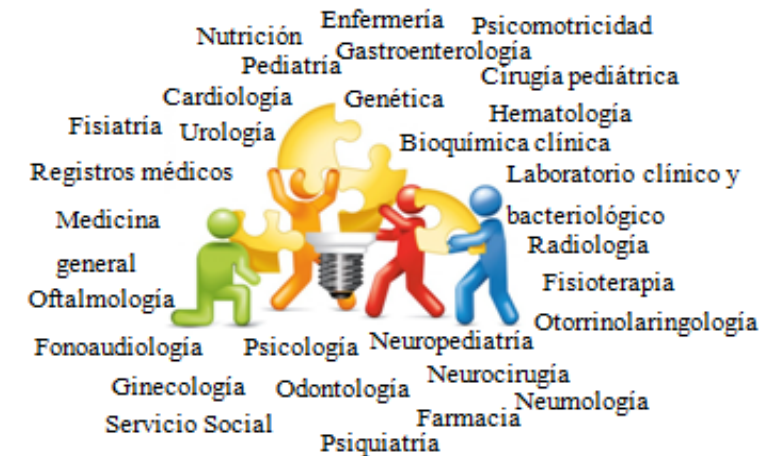 Enfermería
Psicomotricidad
Nutrición
Gastroenterología
Pediatría
Cirugía pediátrica
Cardiología
Genética
Hematología
Fisiatría
Urología
Bioquímica clínica
Registros médicos
Laboratorio clínico y
bacteriológico
Medicina
general
Radiología
Fisioterapia
Oftalmología
Otorrinolaringología
Fonoaudiología
Psicología
Neuropediatría
Ginecología
Odontología
Neurocirugía
Neumología
Servicio Social
Farmacia
Psiquiatría